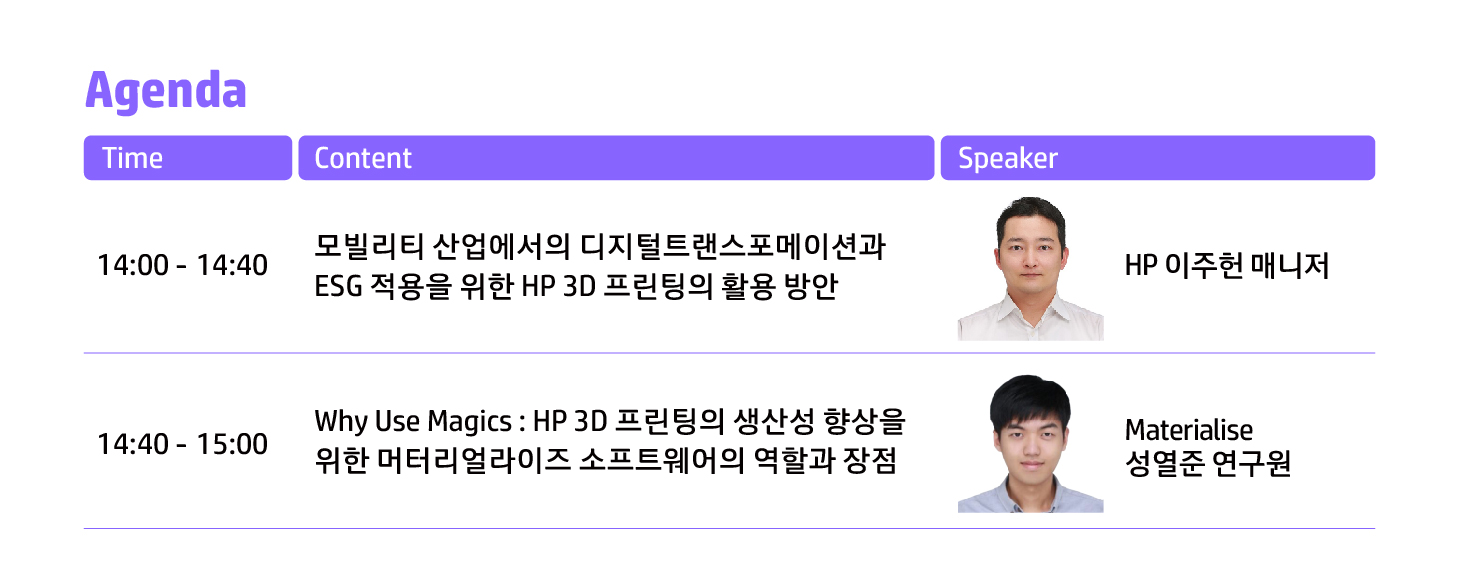 Agenda
Time Content Speaker
14:00 - 14:40
모빌리티 산업에서의 디지털트랜스포메이션과
ESG 적용을 위한 HP 3D 프린팅의 활용 방안
HP 이주헌 매니저
14:40 - 15:00
Why Use Magics : HP 3D 프린팅의 생산성 향상을
위한 머터리얼라이즈 소프트웨어의 역할과 장점
Materialise
성열준 연구원